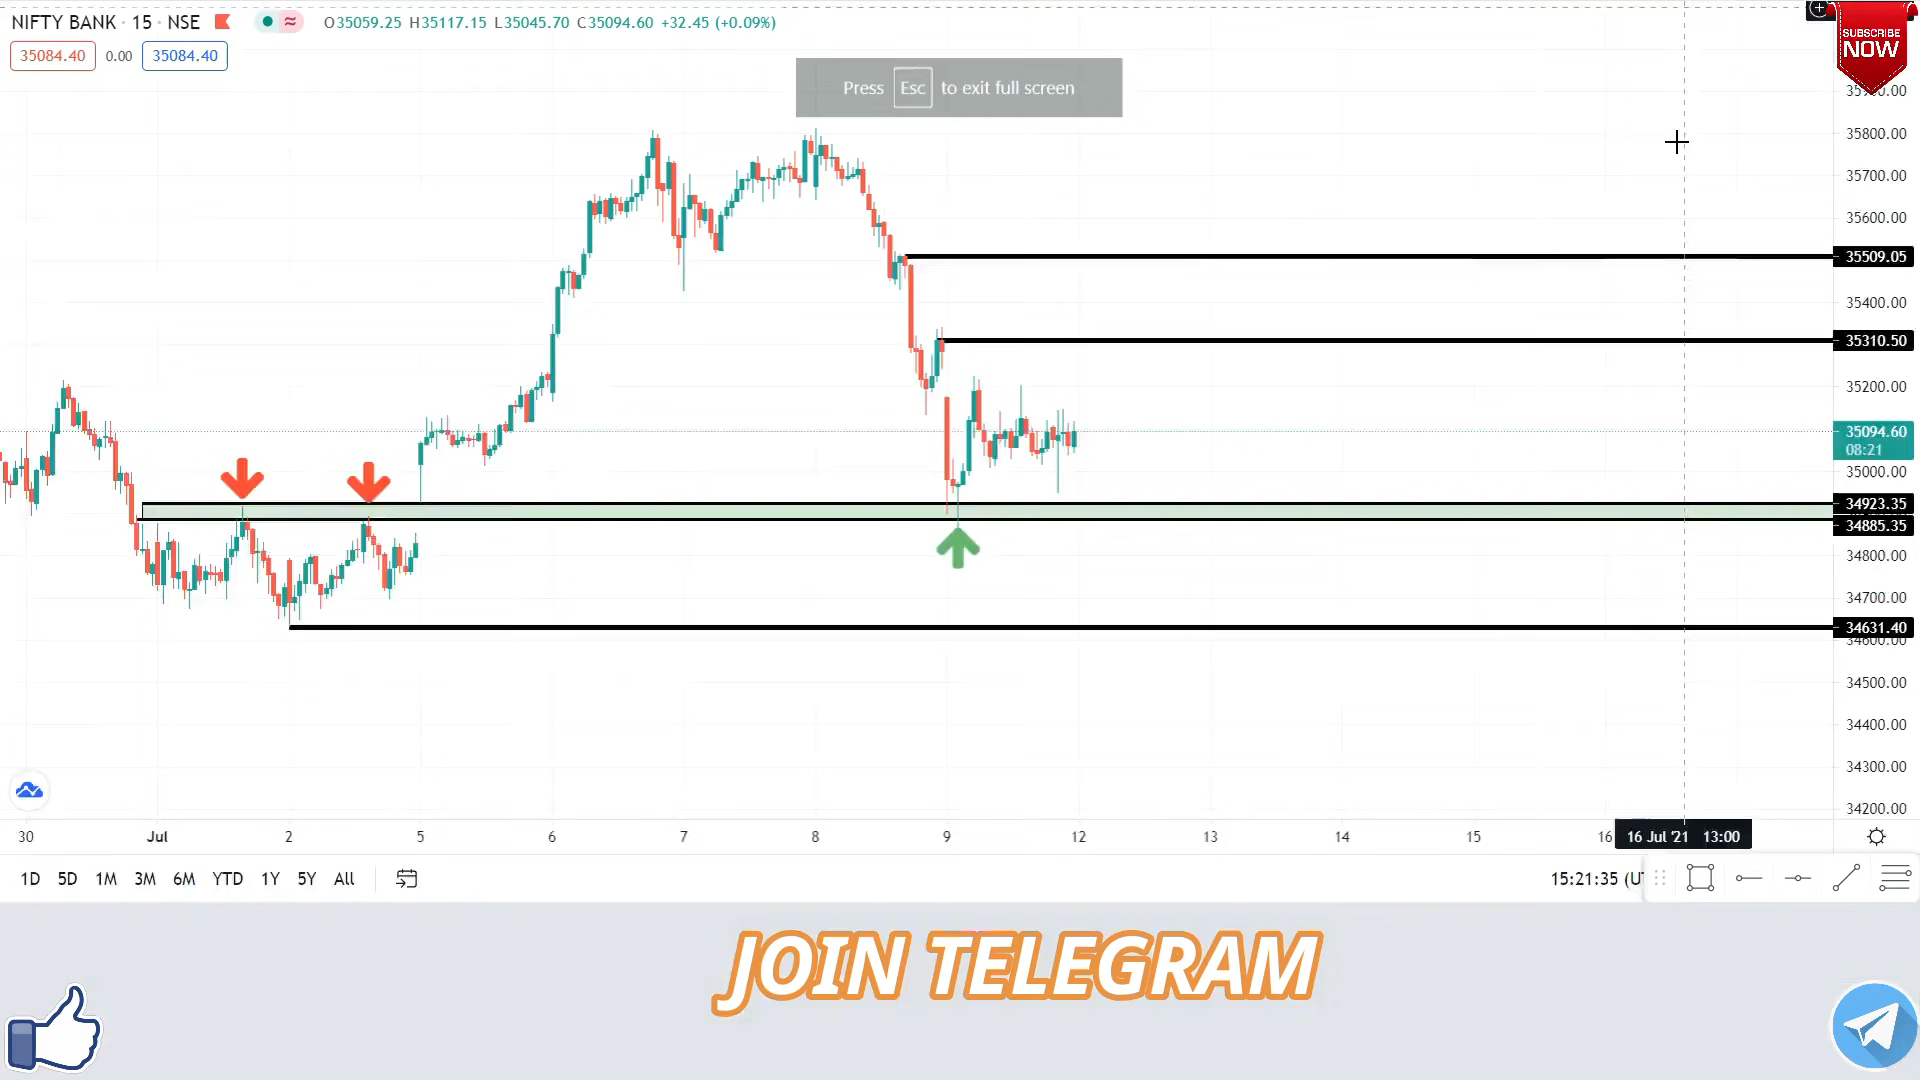 NIFTY BANK · 15 · NSE O35059.25 H35117.15 L35045.70 C35094.60 +32.45 (+0.09%)
35084.40 0.00 35084.40
SUBSCRIBE
NOW
Press Esc to exit full screen
35800.00
35700.00
35600.00
35509.05
35400.00
35310.50
35200.00
35094.60
08:21
35000.00
34923.35
34885.35
34800.00
34700.00
34631.40
34600.00
34500.00
34400.00
34300.00
34200.00
30 Jul 2 5 6 7 8 9 12 13 14 15 16 16 Jul '21 13:00
1D 5D 1M 3M 6M YTD 1Y 5Y All 15:21:35 (UT
JOIN TELEGRAM